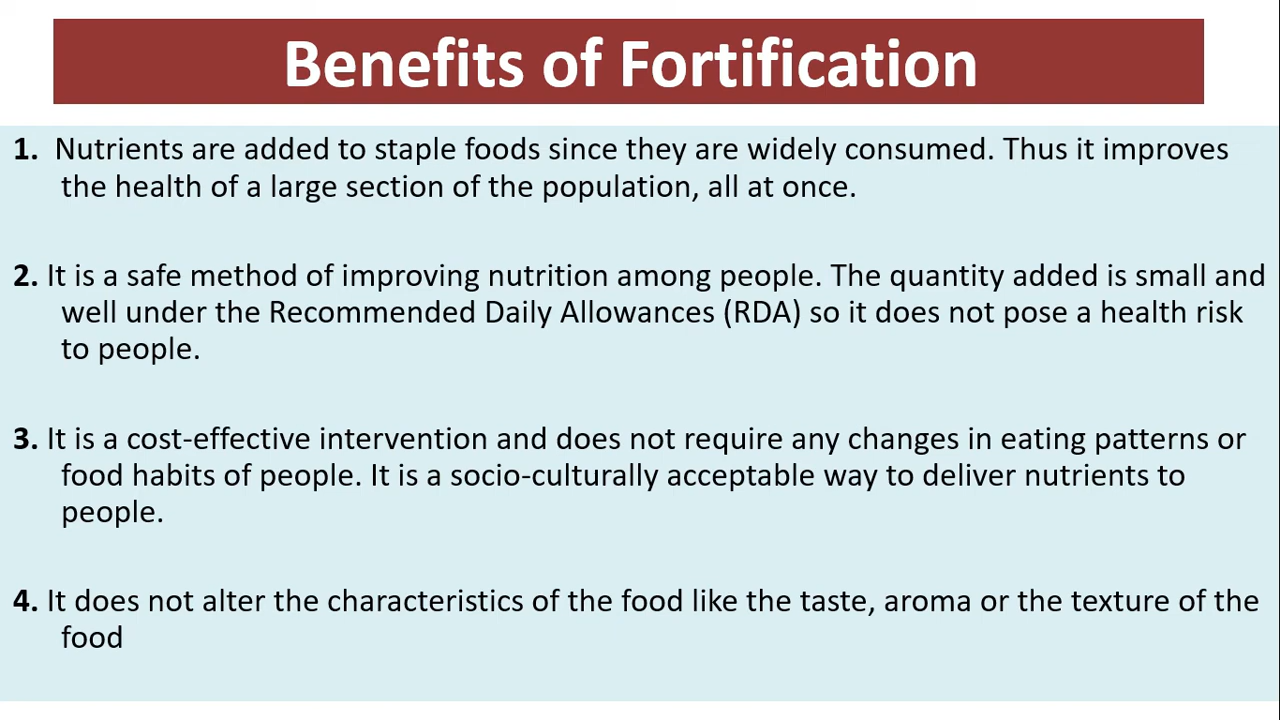 Benefits of Fortification
1. Nutrients are added to staple foods since they are widely consumed. Thus it improves
the health of a large section of the population, all at once.
2. It is a safe method of improving nutrition among people. The quantity added is small and
well under the Recommended Daily Allowances (RDA) so it does not pose a health risk
to people.
3. It is a cost-effective intervention and does not require any changes in eating patterns or
food habits of people. It is a socio-culturally acceptable way to deliver nutrients to
people.
4. It does not alter the characteristics of the food like the taste, aroma or the texture of the
food